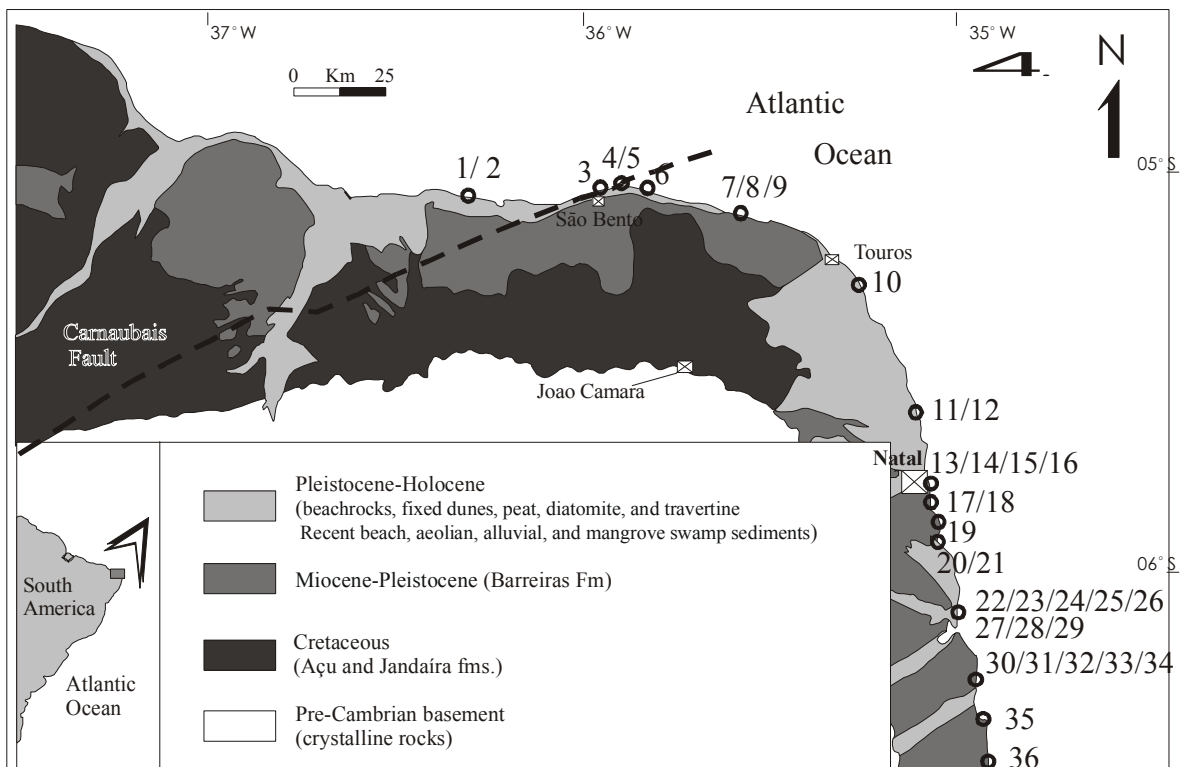 37°W
36°W
35°W
0 Km 25
N
Atlantic
Ocean
05°S
1/ 2
3
4/5
6
7/8/9
São Bento
Touros
10
Carnaubais
Fault
Joao Camara
11/12
Natal
13/14/15/16
17/18
19
20/21
06°S
22/23/24/25/26
27/28/29
30/31/32/33/34
35
36
Pleistocene-Holocene
(beachrocks, fixed dunes, peat, diatomite, and travertine
Recent beach, aeolian, alluvial, and mangrove swamp sediments)
Miocene-Pleistocene (Barreiras Fm)
Cretaceous
(Açu and Jandaíra fms.)
Pre-Cambrian basement
(crystalline rocks)
South
America
Atlantic
Ocean